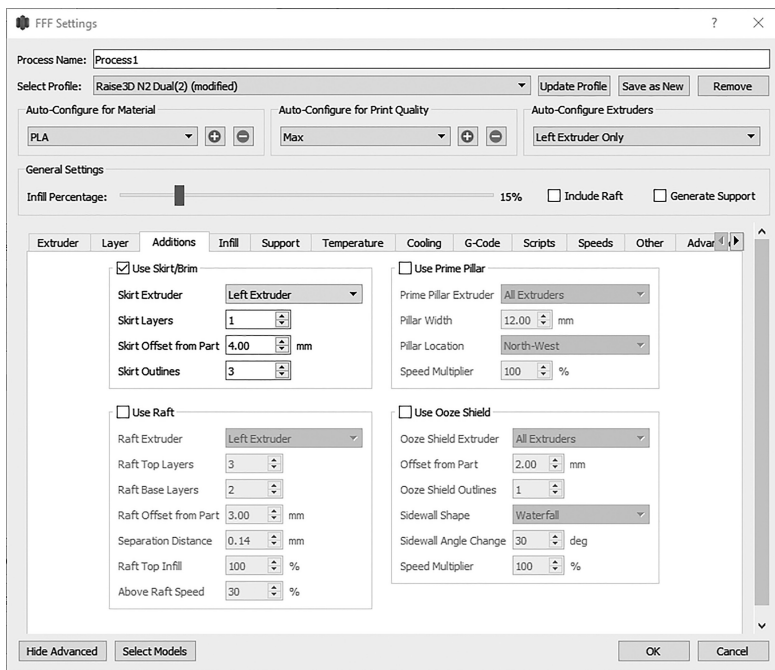 FFF Settings
Process Name: Process1
Select Profile: Raise3D N2 Dual(2) (modified) Update Profile Save as New Remove
Auto-Configure for Material Auto-Configure for Print Quality Auto-Configure Extruders
PLA Max Left Extruder Only
General Settings
Infill Percentage: 15% Include Raft Generate Support
Extruder Layer Additions Infill Support Temperature Cooling G-Code Scripts Speeds Other
Use Skirt/Brim
Skirt Extruder Left Extruder
Skirt Layers 1
Skirt Offset from Part 4.00 mm
Skirt Outlines 3
Use Prime Pillar
Prime Pillar Extruder All Extruders
Pillar Width 12.00 mm
Pillar Location North-West
Speed Multiplier 100 %
Use Raft
Raft Extruder Left Extruder
Raft Top Layers 3
Raft Base Layers 2
Raft Offset from Part 3.00 mm
Separation Distance 0.14 mm
Raft Top Infill 100 %
Above Raft Speed 30 %
Use Ooze Shield
Ooze Shield Extruder All Extruders
Offset from Part 2.00 mm
Ooze Shield Outlines 1
Sidewall Shape Waterfall
Sidewall Angle Change 30 deg
Speed Multiplier 100 %
Hide Advanced Select Models OK Cancel